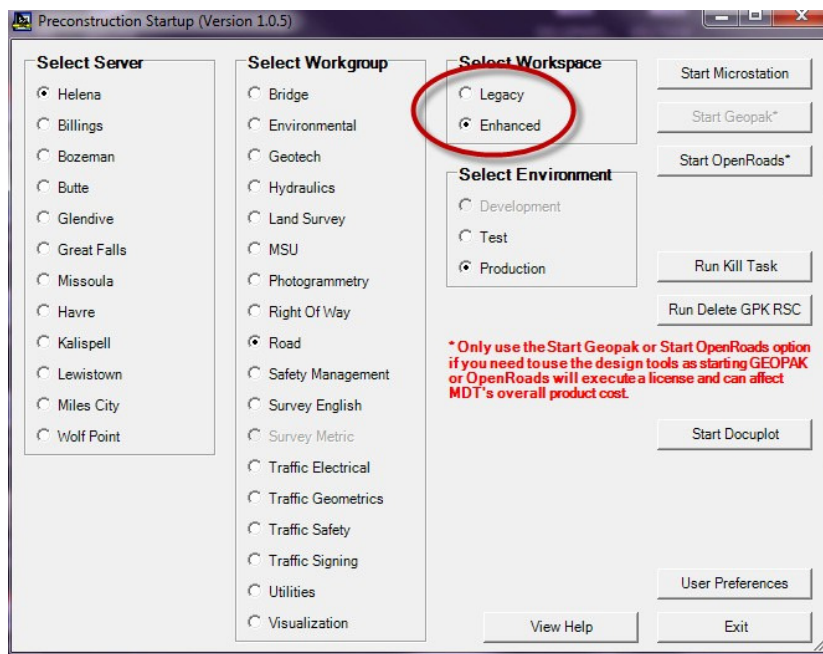 Preconstruction Startup (Version 1.0.5)
Select Server
Helena
Billings
Bozeman
Butte
Glendive
Great Falls
Missoula
Havre
Kalispell
Lewistown
Miles City
Wolf Point
Select Workgroup
Bridge
Environmental
Geotech
Hydraulics
Land Survey
MSU
Photogrammetry
Right Of Way
Road
Safety Management
Survey English
Survey Metric
Traffic Electrical
Traffic Geometrics
Traffic Safety
Traffic Signing
Utilities
Visualization
Select Workspace
Legacy
Enhanced
Select Environment
Development
Test
Production
Start Microstation
Start Geopak*
Start OpenRoads*
Run Kill Task
Run Delete GPK RSC
* Only use the Start Geopak or Start OpenRoads option
if you need to use the design tools as starting GEOPAK
or OpenRoads will execute a license and can affect
MDT's overall product cost.
Start Docuplot
User Preferences
View Help
Exit